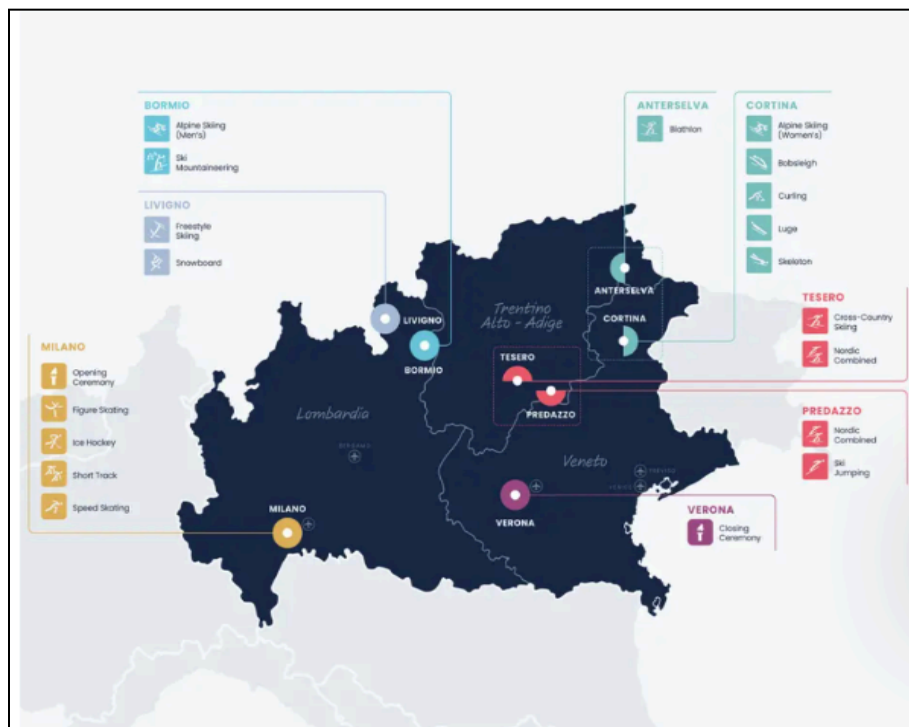 BORMIO
Alpine Skiing
(Men's)
Ski
Mountaineering
LIVIGNO
Freestyle
Skiing
Snowboard
ANTERSELVA
Biathlon
CORTINA
Alpine Skiing
(Women's)
Bobsleigh
Curling
Luge
Skeleton
TESERO
Cross-Country
Skiing
Nordic
Combined
PREDAZZO
Nordic
Combined
Ski
Jumping
VERONA
Closing
Ceremony
MILANO
Opening
Ceremony
Figure Skating
Ice Hockey
Short Track
Speed Skating
ANTERSELVA
Trentino
Alto - Adige
CORTINA
LIVIGNO
BORMIO
TESERO
PREDAZZO
Lombardia
BERGAMO
Veneto
TREVISO
VENICE
VERONA
MILANO